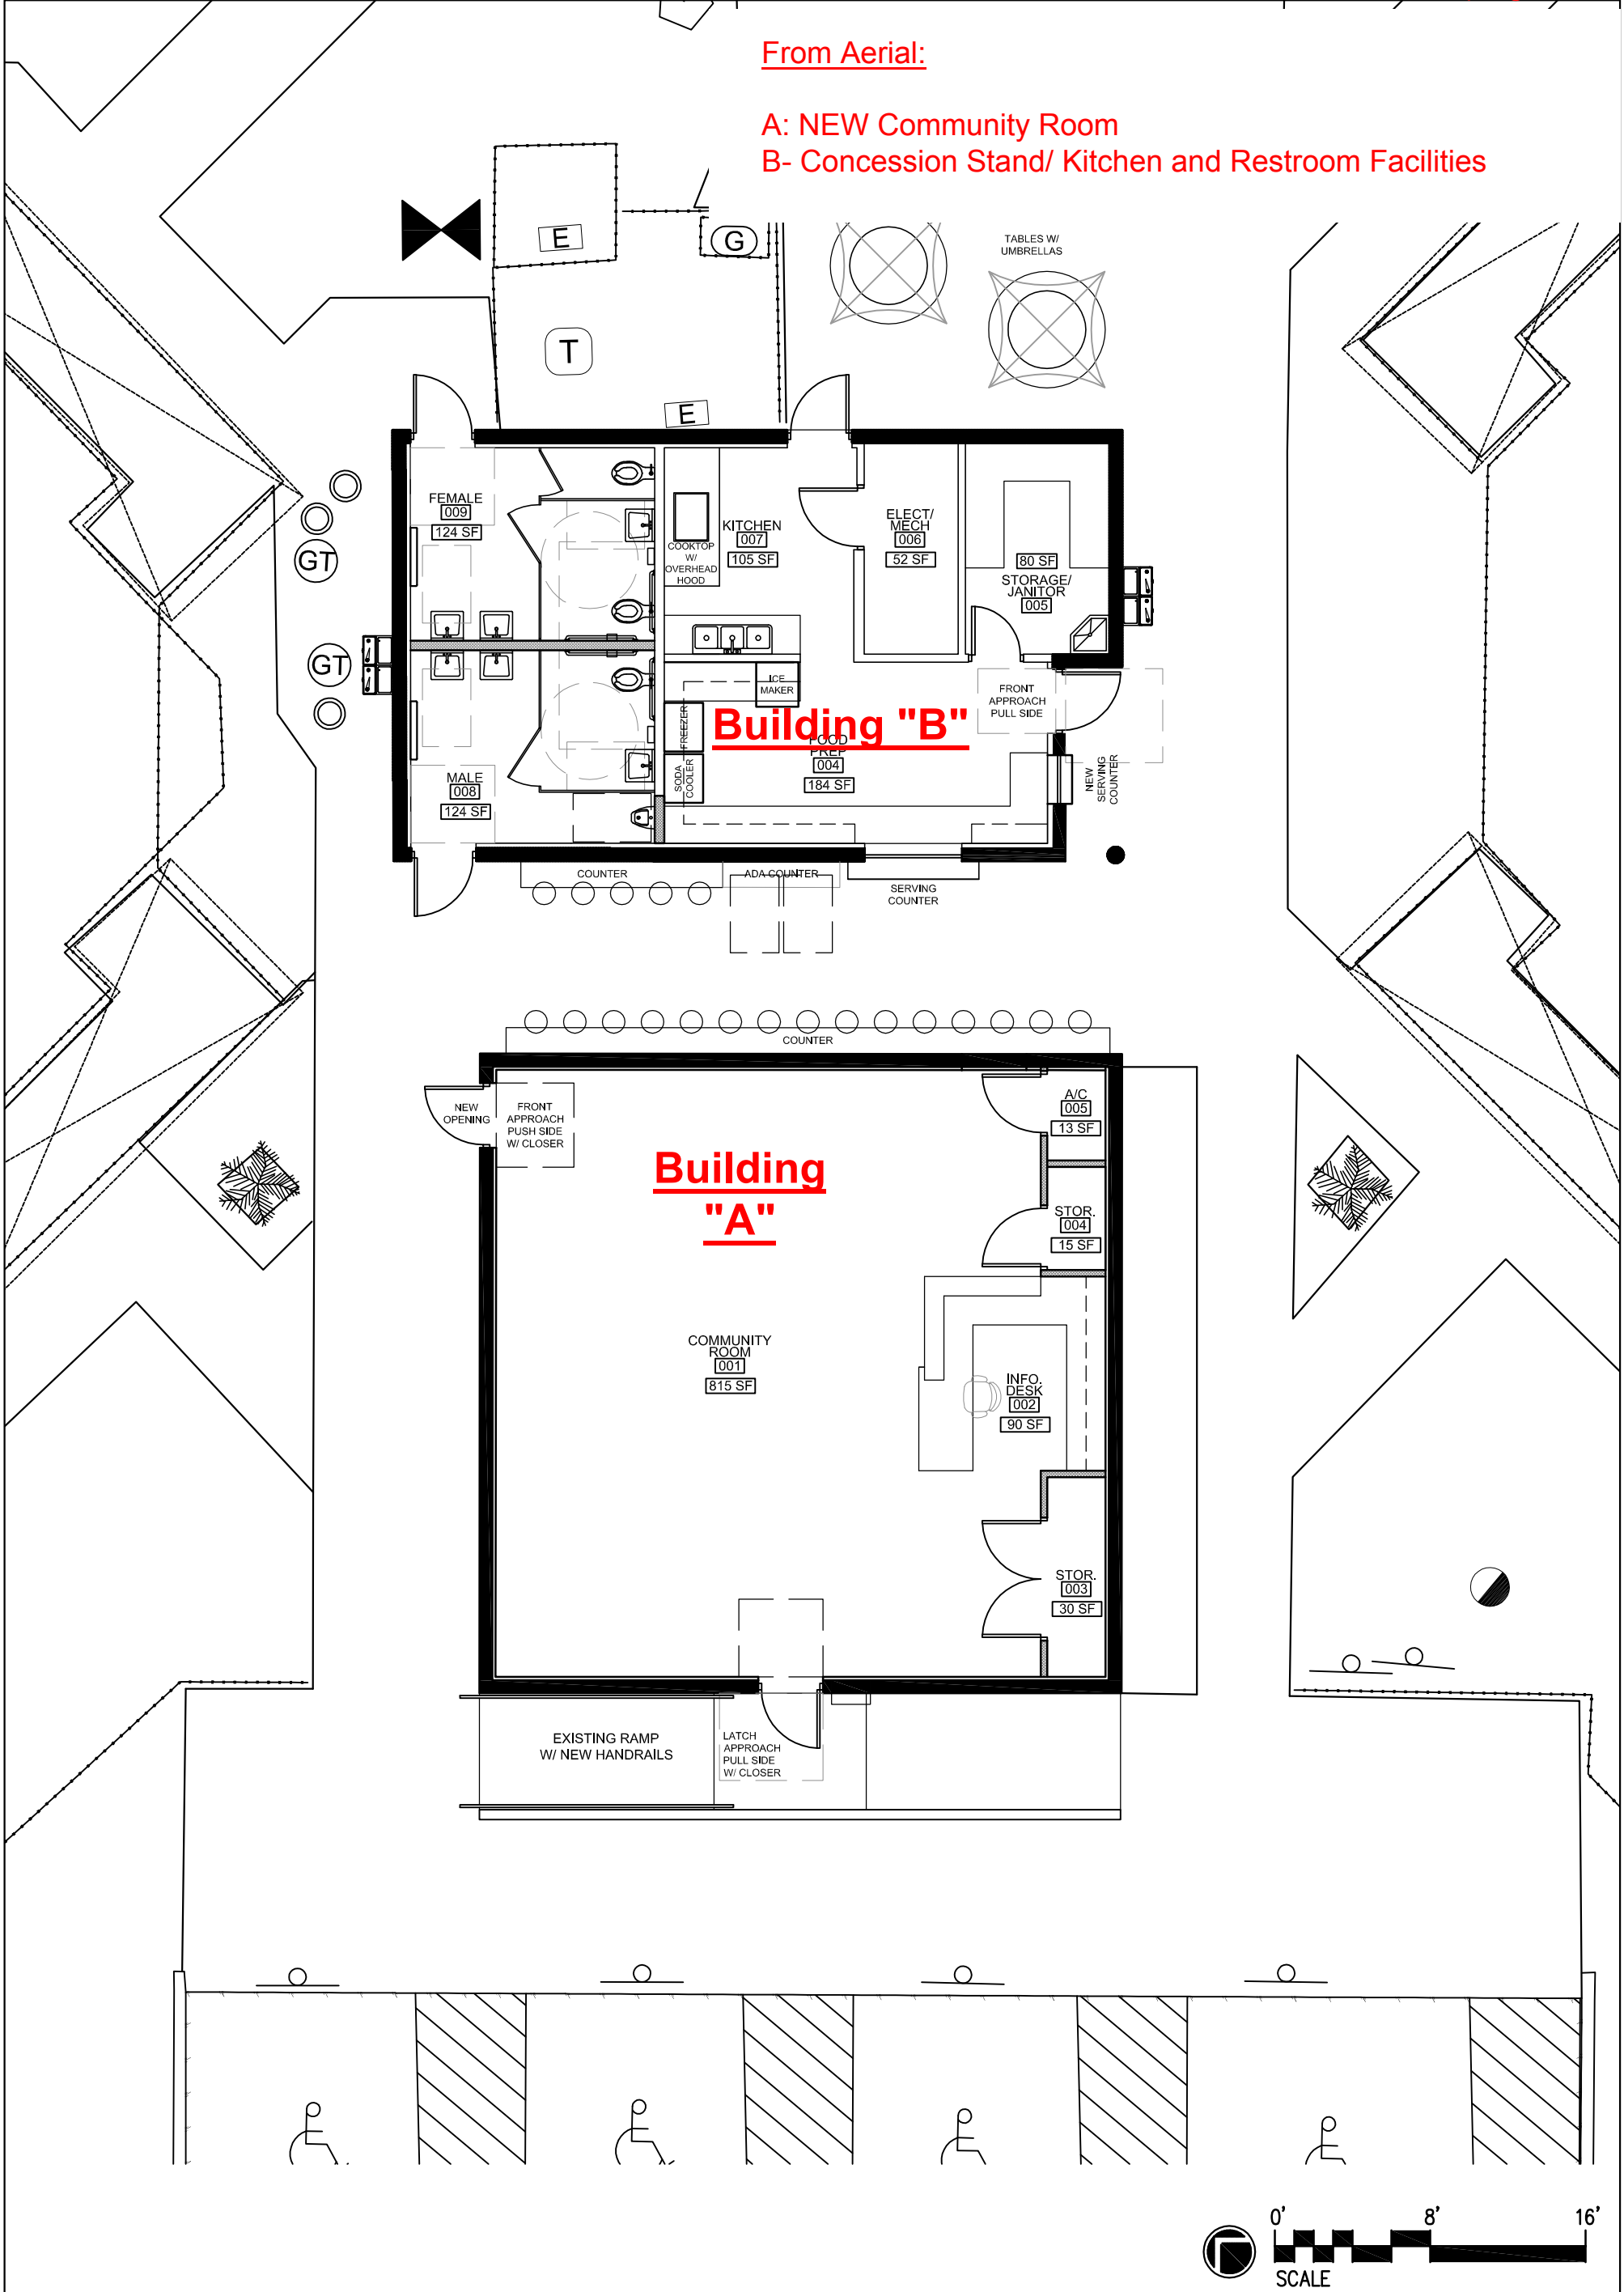 From Aerial:
A: NEW Community Room
B- Concession Stand/ Kitchen and Restroom Facilities
TABLES W/
UMBRELLAS
E
G
T
E
FEMALE
009
124 SF
KITCHEN
007
105 SF
COOKTOP
W/
OVERHEAD
HOOD
ELECT/
MECH
006
52 SF
80 SF
STORAGE/
JANITOR
005
GT
GT
ICE
MAKER
FRONT
APPROACH
PULL SIDE
Building "B"
FREEZER
SODA
COOLER
FOOD
PREP
004
184 SF
MALE
008
124 SF
NEW
SERVING
COUNTER
COUNTER
ADA COUNTER
SERVING
COUNTER
COUNTER
NEW
OPENING
FRONT
APPROACH
PUSH SIDE
W/ CLOSER
A/C
005
13 SF
Building
"A"
STOR.
004
15 SF
COMMUNITY
ROOM
001
815 SF
INFO.
DESK
002
90 SF
STOR.
003
30 SF
EXISTING RAMP
W/ NEW HANDRAILS
LATCH
APPROACH
PULL SIDE
W/ CLOSER
0' 8' 16'
SCALE